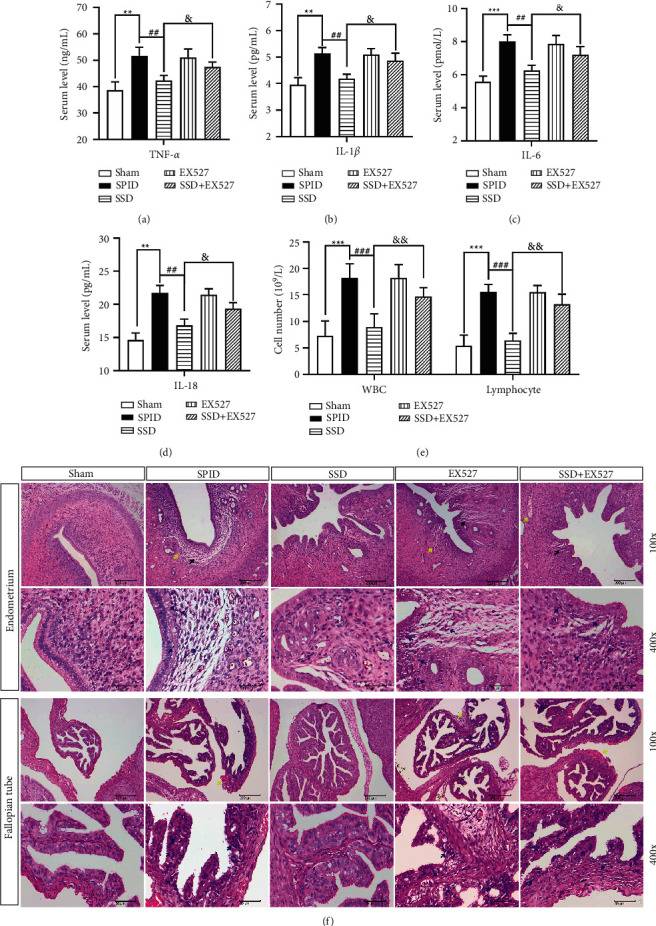 Serum level (ng/mL)
60
50
40
30
20
**
##
&
TNF-α
Sham
SPID
SSD
EX527
SSD+EX527
(a)
Serum level (pg/mL)
6
5
4
3
2
**
##
&
IL-1β
Sham
SPID
SSD
EX527
SSD+EX527
(b)
Serum level (pmol/L)
10
8
6
4
2
***
##
&
IL-6
Sham
SPID
SSD
EX527
SSD+EX527
(c)
Serum level (pg/mL)
30
25
20
15
10
**
##
&
IL-18
Sham
SPID
SSD
EX527
SSD+EX527
(d)
Cell number (10⁹/L)
25
20
15
10
5
0
***
###
&&
***
###
&&
WBC
Lymphocyte
Sham
SPID
SSD
EX527
SSD+EX527
(e)
Sham
SPID
SSD
EX527
SSD+EX527
Endometrium
100x
400x
Fallopian tube
100x
400x
(f)